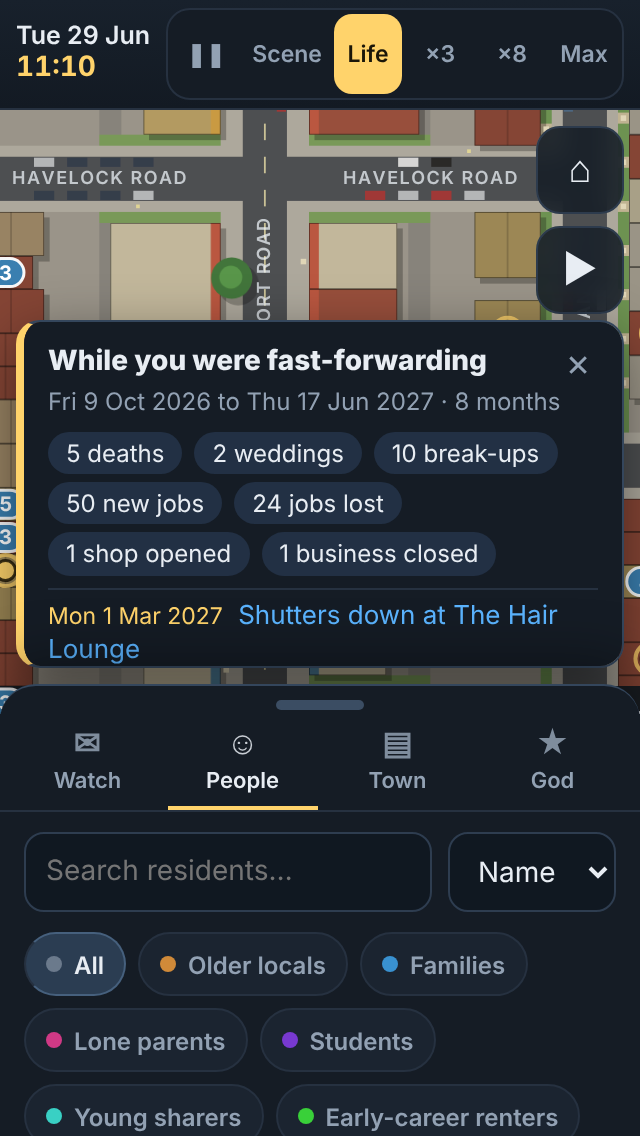 Tue 29 Jun
11:10
Scene
Life
×3
×8
Max
HAVELOCK ROAD
HAVELOCK ROAD
ORT ROAD
3
While you were fast-forwarding
Fri 9 Oct 2026 to Thu 17 Jun 2027 · 8 months
5 deaths
2 weddings
10 break-ups
50 new jobs
24 jobs lost
1 shop opened
1 business closed
5
3
Mon 1 Mar 2027 Shutters down at The Hair
Lounge
Watch
People
Town
God
Search residents...
Name
All
Older locals
Families
Lone parents
Students
Young sharers
Early-career renters